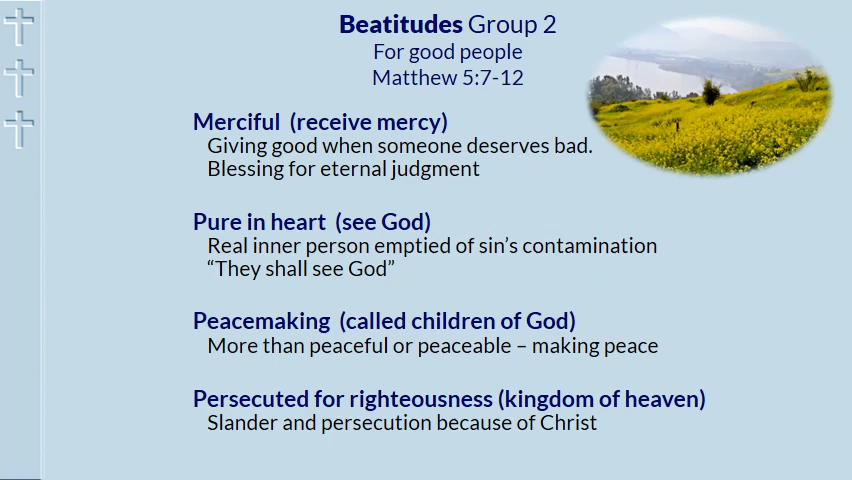 Beatitudes Group 2
For good people
Matthew 5:7-12
Merciful (receive mercy)
Giving good when someone deserves bad.
Blessing for eternal judgment
Pure in heart (see God)
Real inner person emptied of sin’s contamination
“They shall see God”
Peacemaking (called children of God)
More than peaceful or peaceable – making peace
Persecuted for righteousness (kingdom of heaven)
Slander and persecution because of Christ